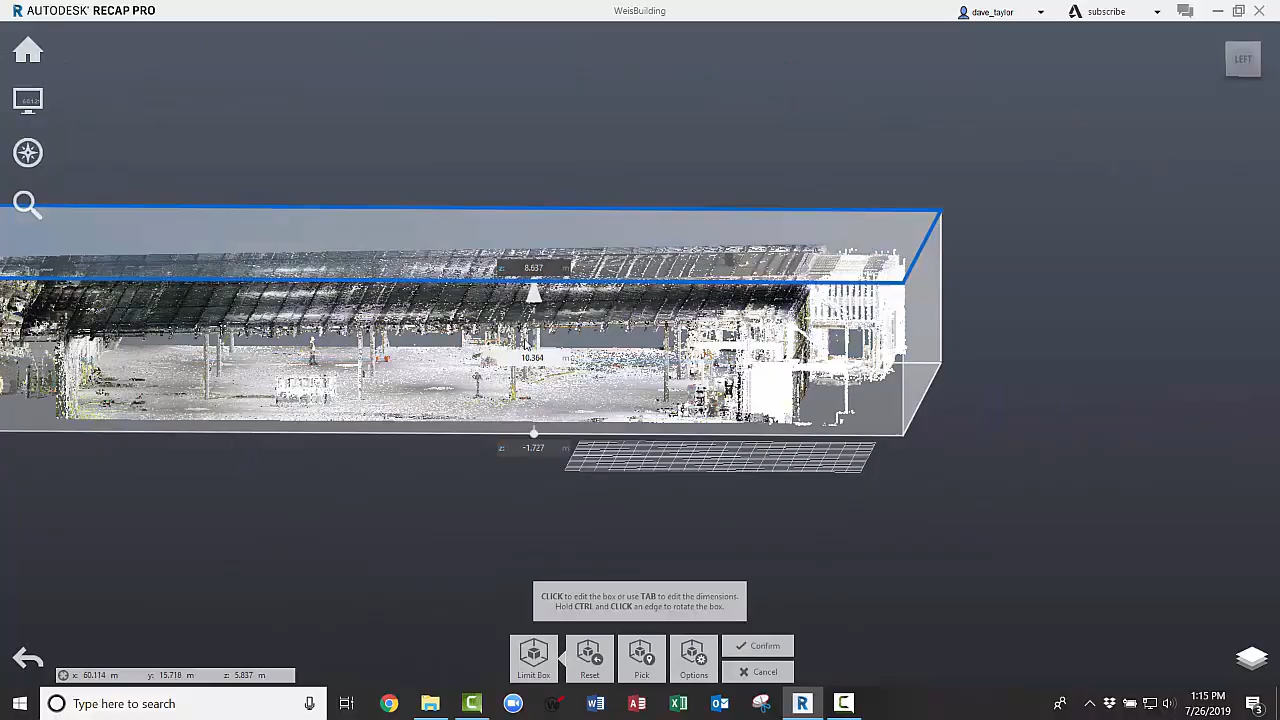 R AUTODESK® RECAP PRO
WeisBuilding
dave_taylor
subscribe
LEFT
z: 8.637 m
10.364 m
z: -1.727 m
CLICK to edit the box or use TAB to edit the dimensions.
Hold CTRL and CLICK an edge to rotate the box.
Limit Box
Reset
Pick
Options
Confirm
Cancel
x: 60.114 m y: 15.718 m z: 5.837 m
Type here to search
1:15 PM
7/26/2019
3